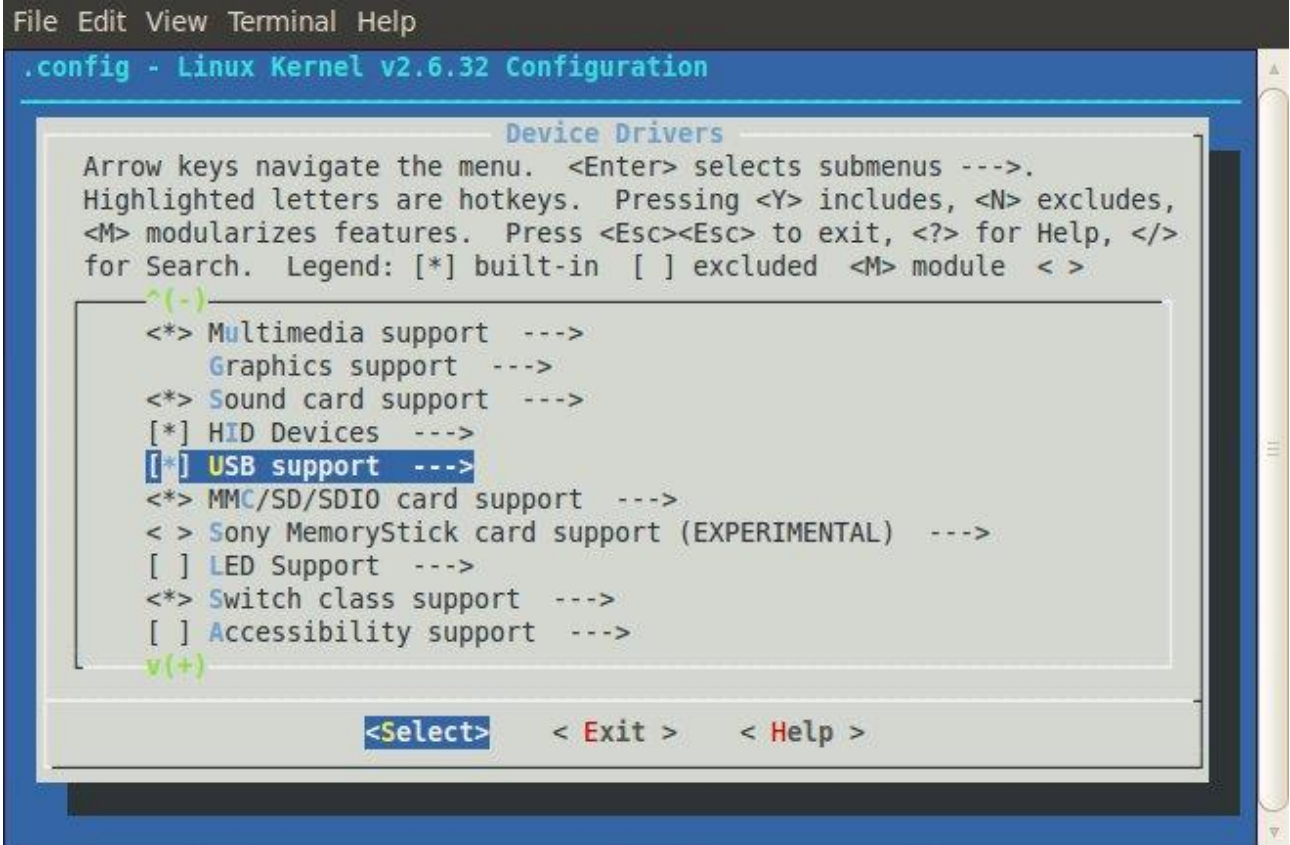 File Edit View Terminal Help
.config - Linux Kernel v2.6.32 Configuration
Device Drivers
Arrow keys navigate the menu.  <Enter> selects submenus --->.
Highlighted letters are hotkeys.  Pressing <Y> includes, <N> excludes,
<M> modularizes features.  Press <Esc><Esc> to exit, <?> for Help, </>
for Search.  Legend: [*] built-in  [ ] excluded  <M> module  < >
^(-)
<*> Multimedia support  --->
Graphics support  --->
<*> Sound card support  --->
[*] HID Devices  --->
[*] USB support  --->
<*> MMC/SD/SDIO card support  --->
< > Sony MemoryStick card support (EXPERIMENTAL)  --->
[ ] LED Support  --->
<*> Switch class support  --->
[ ] Accessibility support  --->
v(+)
<Select>    < Exit >    < Help >